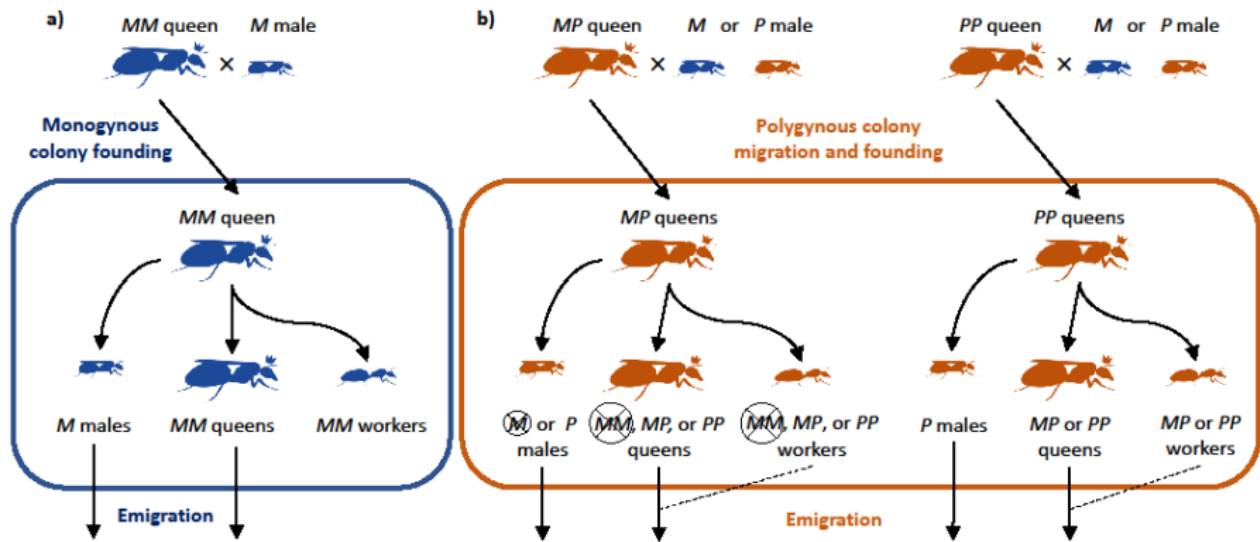 a)
MM queen
M male
×
Monogynous
colony founding
MM queen
M males
MM queens
MM workers
Emigration
b)
MP queen
M or P male
×
PP queen
M or P male
×
Polygynous colony
migration and founding
MP queens
PP queens
M or P
males
MM, MP, or PP
queens
MM, MP, or PP
workers
P males
MP or PP
queens
MP or PP
workers
Emigration